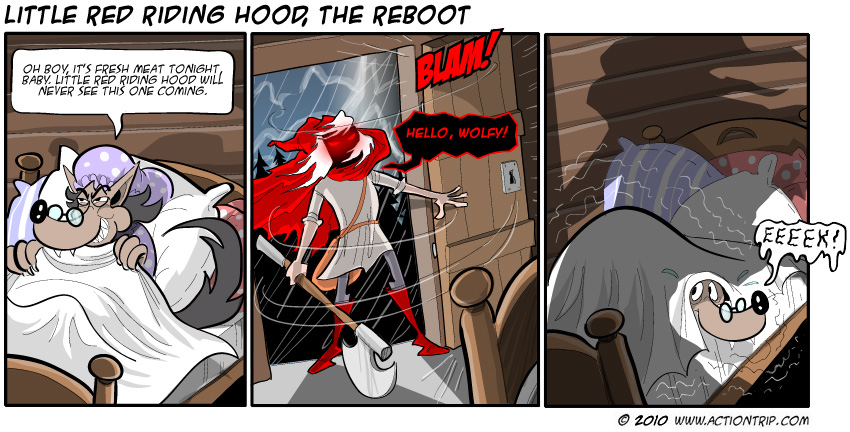 LITTLE RED RIDING HOOD, THE REBOOT
OH BOY, IT'S FRESH MEAT TONIGHT,
BABY. LITTLE RED RIDING HOOD WILL
NEVER SEE THIS ONE COMING.
BLAM!
HELLO, WOLFY!
EEEEK!
© 2010 WWW.ACTIONTRIP.COM